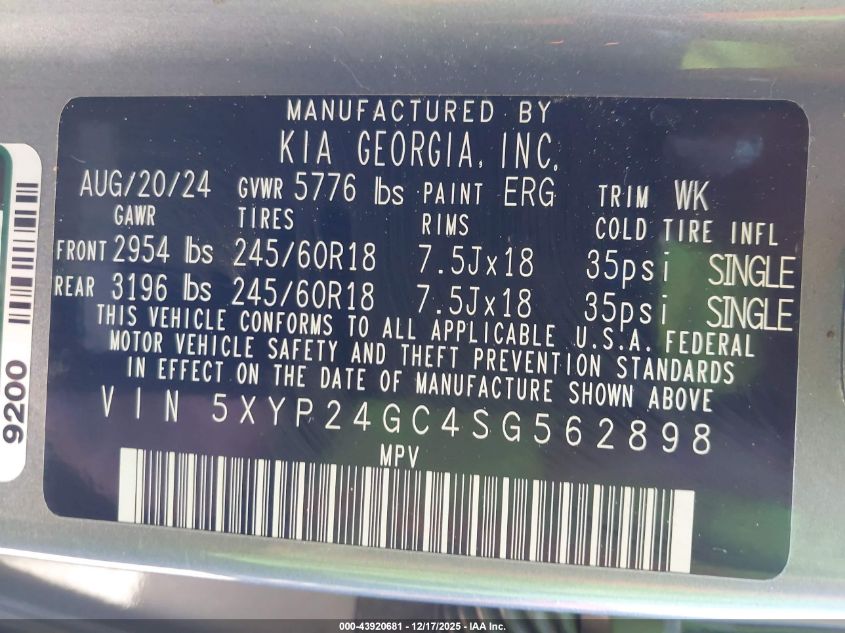 MANUFACTURED BY
KIA GEORGIA, INC.
AUG/20/24 GVWR 5776 lbs PAINT ERG TRIM WK
GAWR TIRES RIMS COLD TIRE INFL
FRONT 2954 lbs 245/60R18 7.5Jx18 35psi SINGLE
REAR 3196 lbs 245/60R18 7.5Jx18 35psi SINGLE
THIS VEHICLE CONFORMS TO ALL APPLICABLE U.S.A. FEDERAL
MOTOR VEHICLE SAFETY AND THEFT PREVENTION STANDARDS
IN EFFECT ON THE DATE OF MANUFACTURE SHOWN ABOVE
VIN 5XYP24GC4SG562898
MPV
9200
000-43920681 - 12/17/2025 - IAA Inc.